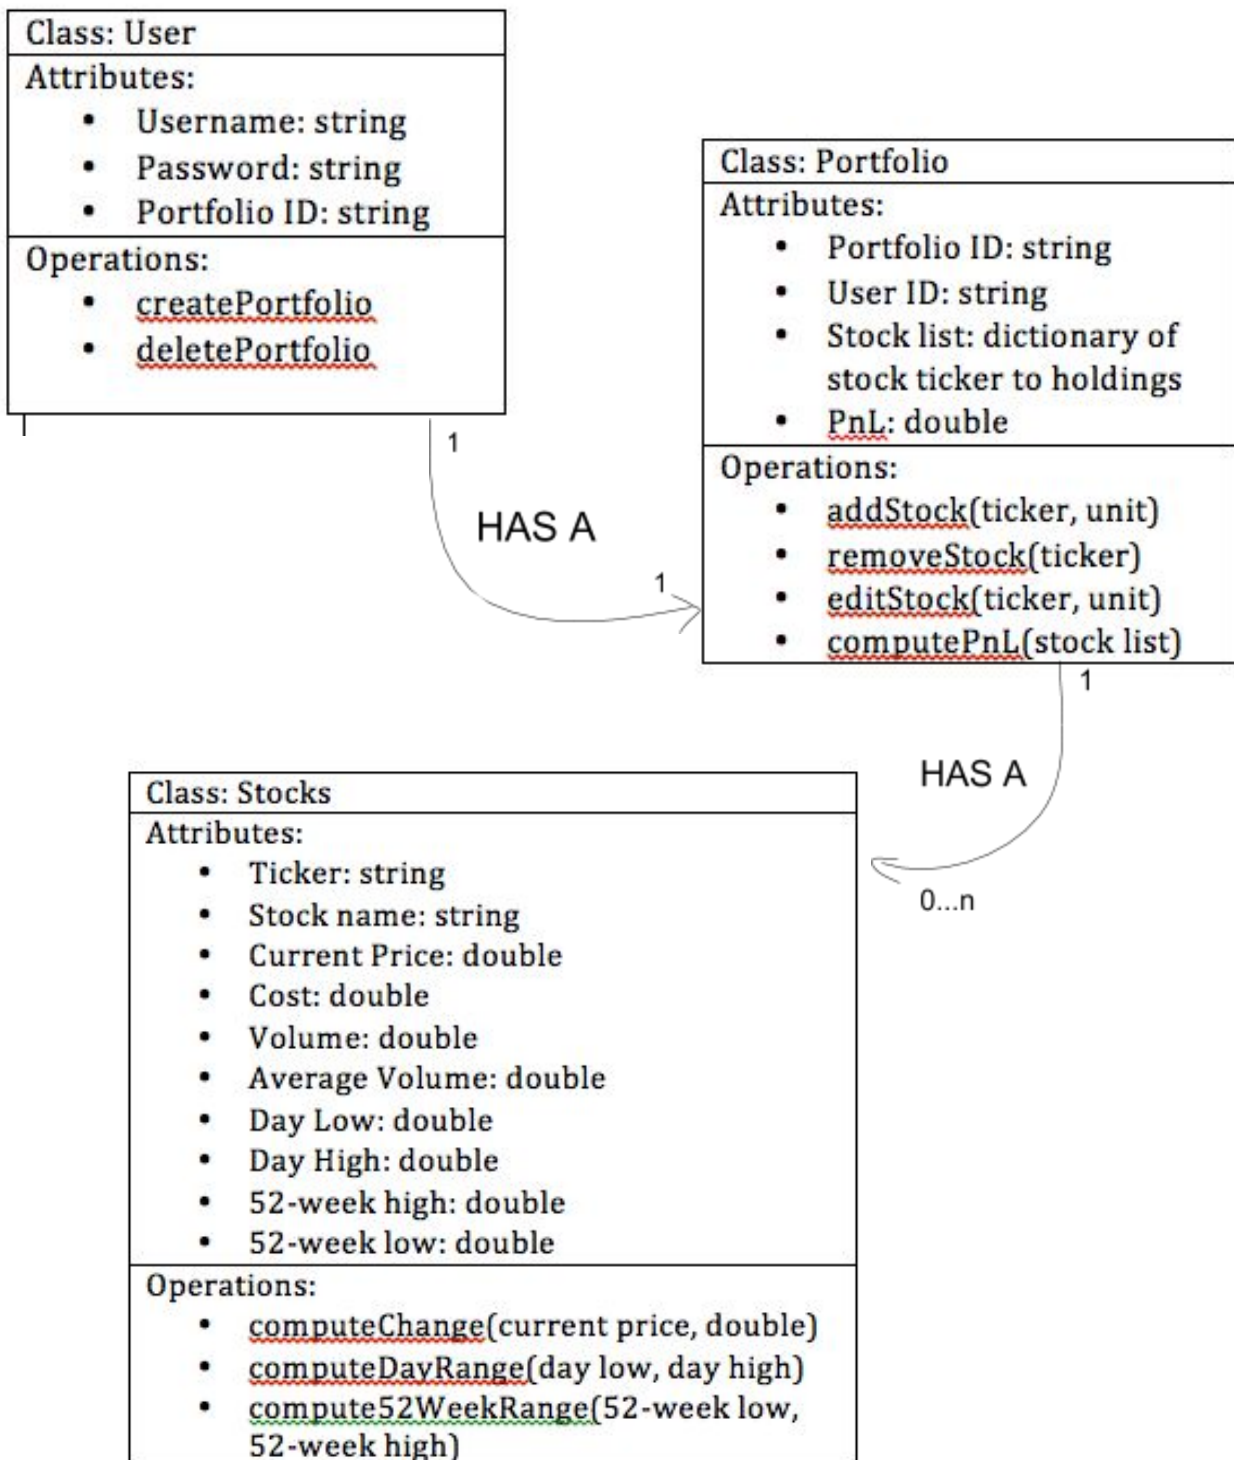 Class: User
Attributes:
• Username: string
• Password: string
• Portfolio ID: string
Operations:
• createPortfolio
• deletePortfolio
1
HAS A
1
Class: Portfolio
Attributes:
• Portfolio ID: string
• User ID: string
• Stock list: dictionary of
stock ticker to holdings
• PnL: double
Operations:
• addStock(ticker, unit)
• removeStock(ticker)
• editStock(ticker, unit)
• computePnL(stock list)
1
HAS A
0...n
Class: Stocks
Attributes:
• Ticker: string
• Stock name: string
• Current Price: double
• Cost: double
• Volume: double
• Average Volume: double
• Day Low: double
• Day High: double
• 52-week high: double
• 52-week low: double
Operations:
• computeChange(current price, double)
• computeDayRange(day low, day high)
• compute52WeekRange(52-week low,
52-week high)